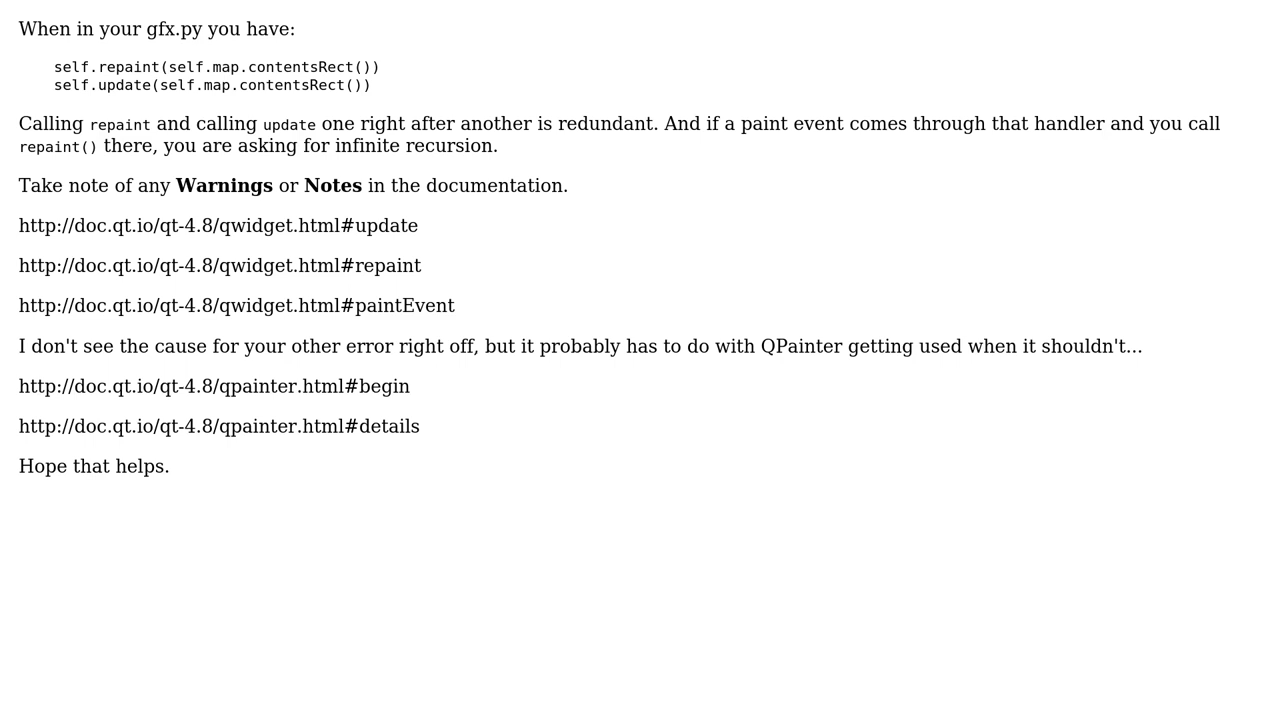 When in your gfx.py you have:
self.repaint(self.map.contentsRect())
self.update(self.map.contentsRect())
Calling repaint and calling update one right after another is redundant. And if a paint event comes through that handler and you call
repaint() there, you are asking for infinite recursion.
Take note of any Warnings or Notes in the documentation.
http://doc.qt.io/qt-4.8/qwidget.html#update
http://doc.qt.io/qt-4.8/qwidget.html#repaint
http://doc.qt.io/qt-4.8/qwidget.html#paintEvent
I don't see the cause for your other error right off, but it probably has to do with QPainter getting used when it shouldn't...
http://doc.qt.io/qt-4.8/qpainter.html#begin
http://doc.qt.io/qt-4.8/qpainter.html#details
Hope that helps.